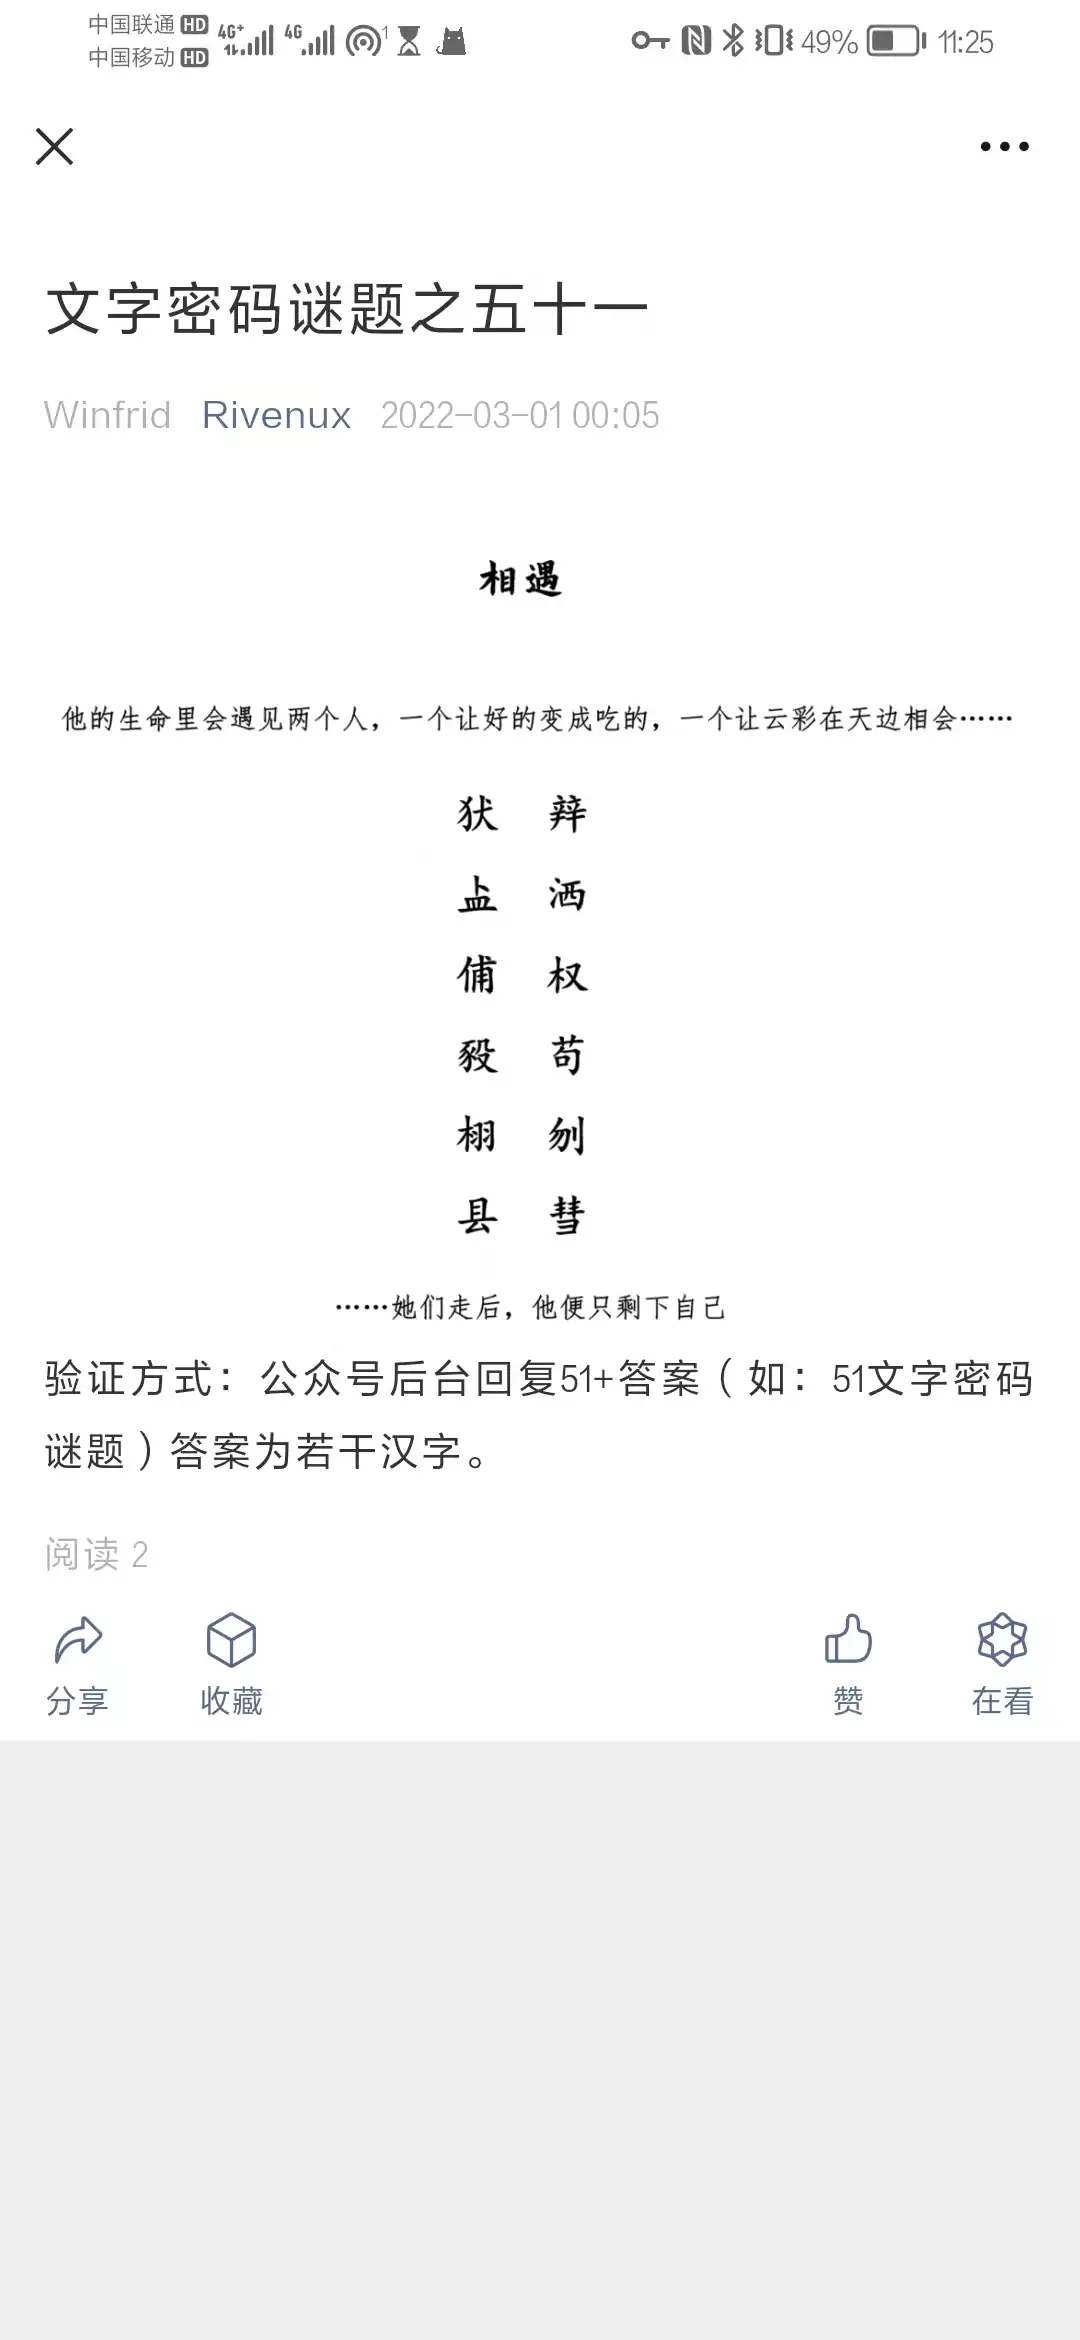 中国联通 HD 4G+ 4G 1 49% 11:25
中国移动 HD
文字密码谜题之五十一
Winfrid Rivenux 2022-03-01 00:05
相遇
他的生命里会遇见两个人，一个让好的变成吃的，一个让云彩在天边相会……
狀 辩
盁 洒
俌 权
毅 苟
栩 刎
县 彗
……她们走后，他便只剩下自己
验证方式：公众号后台回复51+答案（如：51文字密码
谜题）答案为若干汉字。
阅读 2
分享 收藏 赞 在看